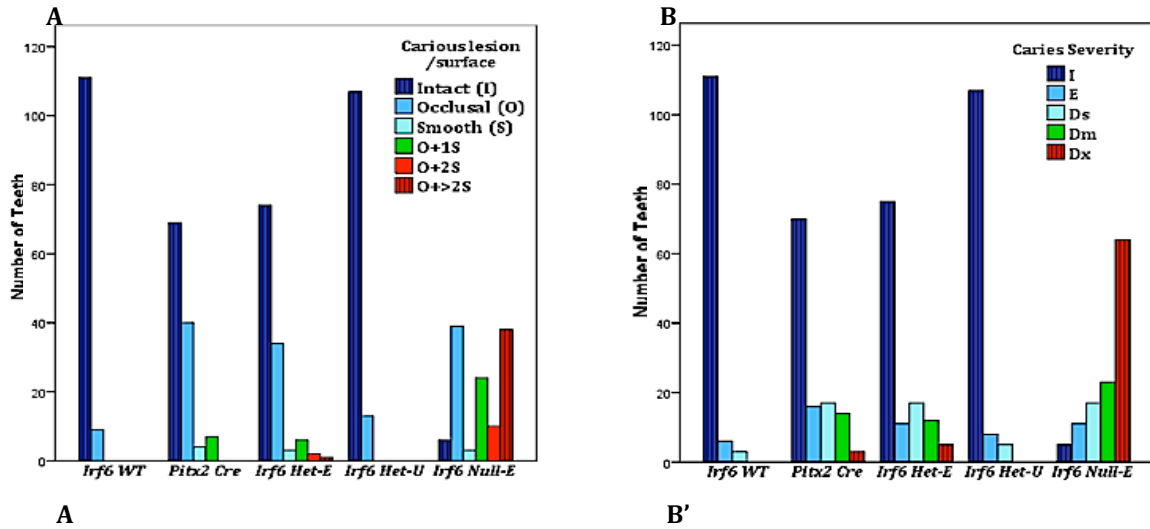 A
Carious lesion
/surface
Intact (I)
Occlusal (O)
Smooth (S)
O+1S
O+2S
O+>2S
Number of Teeth
120
100
80
60
40
20
0
Irf6 WT
Pitx2 Cre
Irf6 Het-E
Irf6 Het-U
Irf6 Null-E
A
B
Caries Severity
I
E
Ds
Dm
Dx
Number of Teeth
120
100
80
60
40
20
0
Irf6 WT
Pitx2 Cre
Irf6 Het-E
Irf6 Het-U
Irf6 Null-E
B’